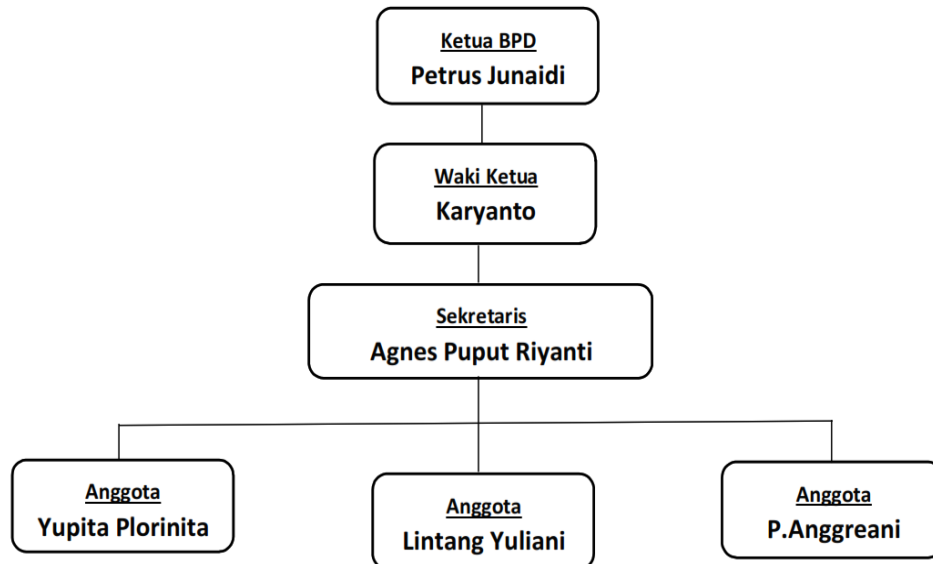 Ketua BPD
Petrus Junaidi
Waki Ketua
Karyanto
Sekretaris
Agnes Puput Riyanti
Anggota
Yupita Plorinita
Anggota
Lintang Yuliani
Anggota
P.Anggreani